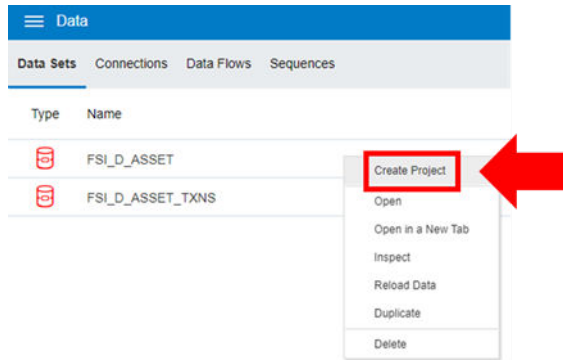 Data
Data Sets Connections Data Flows Sequences
Type Name
FSI_D_ASSET
FSI_D_ASSET_TXNS
Create Project
Open
Open in a New Tab
Inspect
Reload Data
Duplicate
Delete